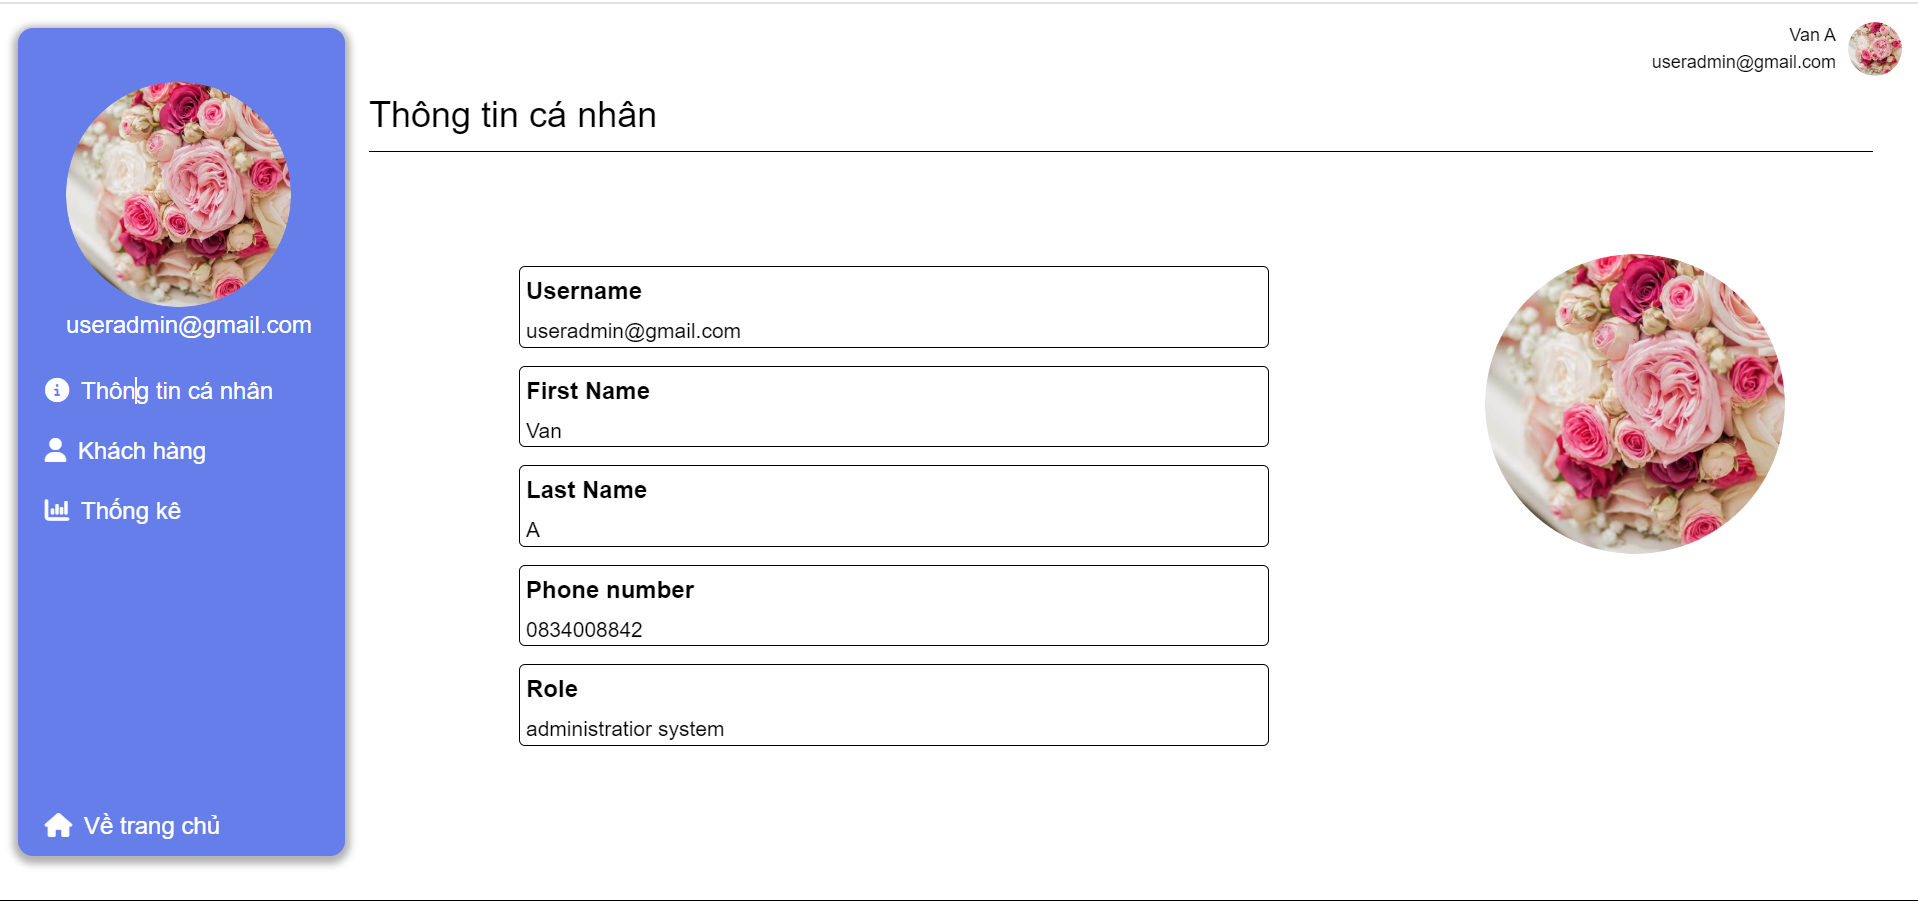 useradmin@gmail.com
Thông tin cá nhân
Khách hàng
Thống kê
Về trang chủ
Van A
useradmin@gmail.com
Thông tin cá nhân
Username
useradmin@gmail.com
First Name
Van
Last Name
A
Phone number
0834008842
Role
administratior system